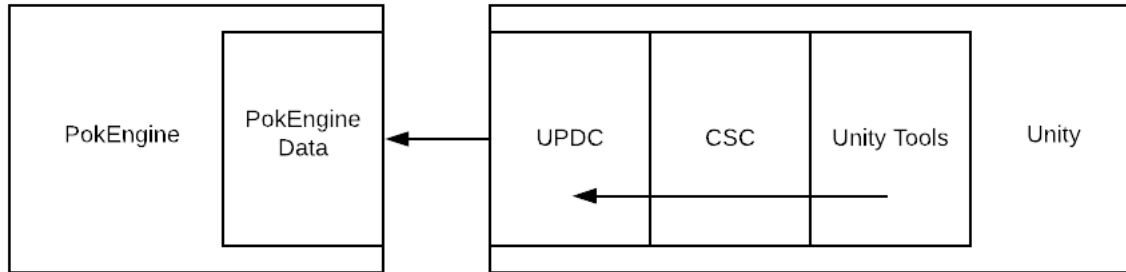 PokEngine
PokEngine
Data
UPDC
CSC
Unity Tools
Unity